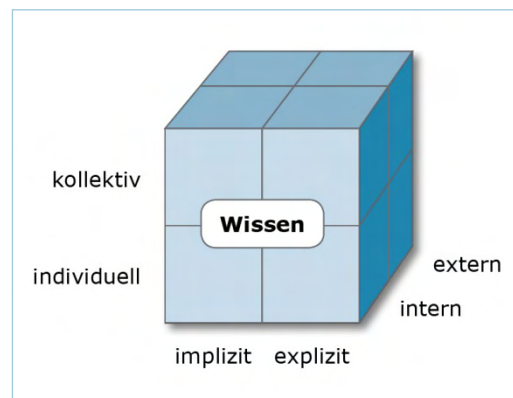 kollektiv
Wissen
individuell
extern
intern
implizit explizit